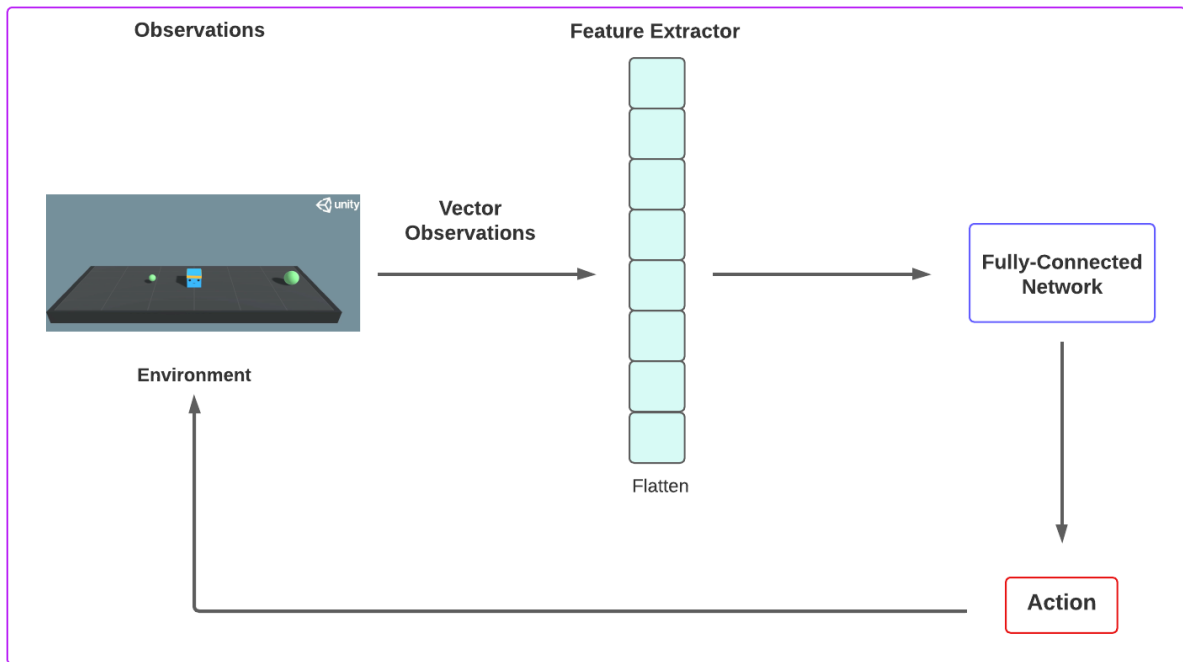 Observations
Feature Extractor
unity
Vector
Observations
Fully-Connected
Network
Environment
Flatten
Action